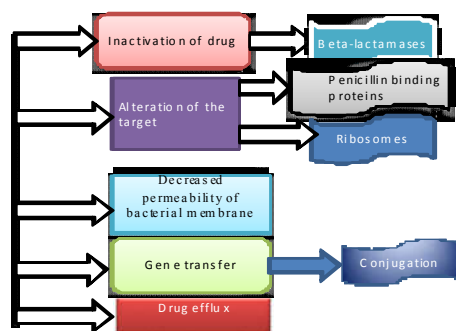 Inactivation of drug
Beta-lactamases
Alteration of the
target
Penicillin binding
proteins
Ribosomes
Decreased
permeability of
bacterial membrane
Gene transfer
Conjugation
Drug efflux